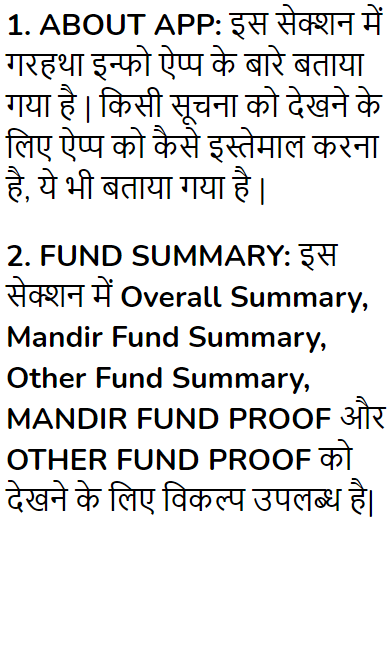 1. ABOUT APP: इस सेक्शन में
गरहथा इन्फो ऐप्प के बारे बताया
गया है | किसी सूचना को देखने के
लिए ऐप्प को कैसे इस्तेमाल करना
है, ये भी बताया गया है |
2. FUND SUMMARY: इस
सेक्शन में Overall Summary,
Mandir Fund Summary,
Other Fund Summary,
MANDIR FUND PROOF और
OTHER FUND PROOF को
देखने के लिए विकल्प उपलब्ध है|